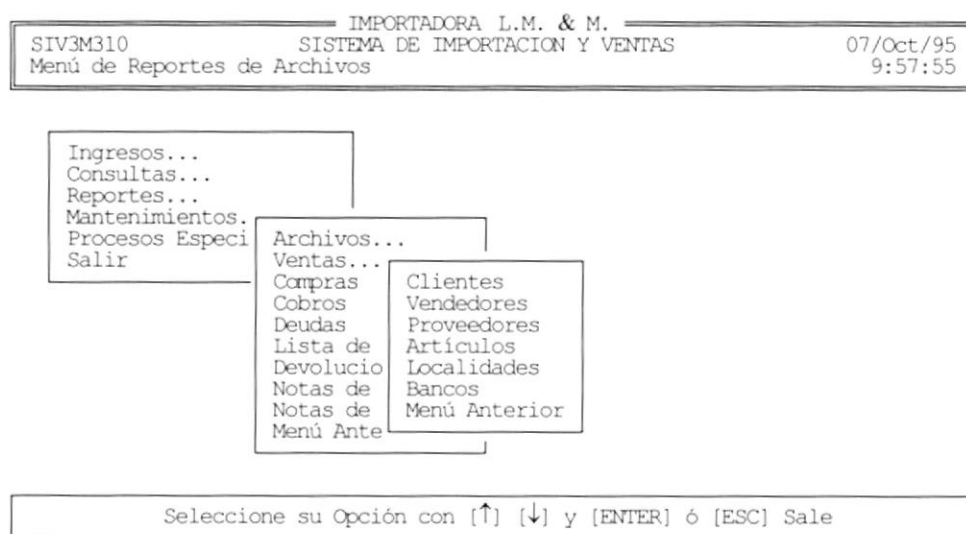 IMPORTADORA L.M. & M.
SIV3M310 SISTEMA DE IMPORTACION Y VENTAS 07/Oct/95
Menú de Reportes de Archivos 9:57:55
Ingresos...
Consultas...
Reportes...
Mantenimientos.
Procesos Especi
Salir
Archivos...
Ventas...
Compras
Cobros
Deudas
Lista de
Devolucio
Notas de
Notas de
Menú Ante
Clientes
Vendedores
Proveedores
Artículos
Localidades
Bancos
Menú Anterior
Seleccione su Opción con [↑] [↓] y [ENTER] ó [ESC] Sale